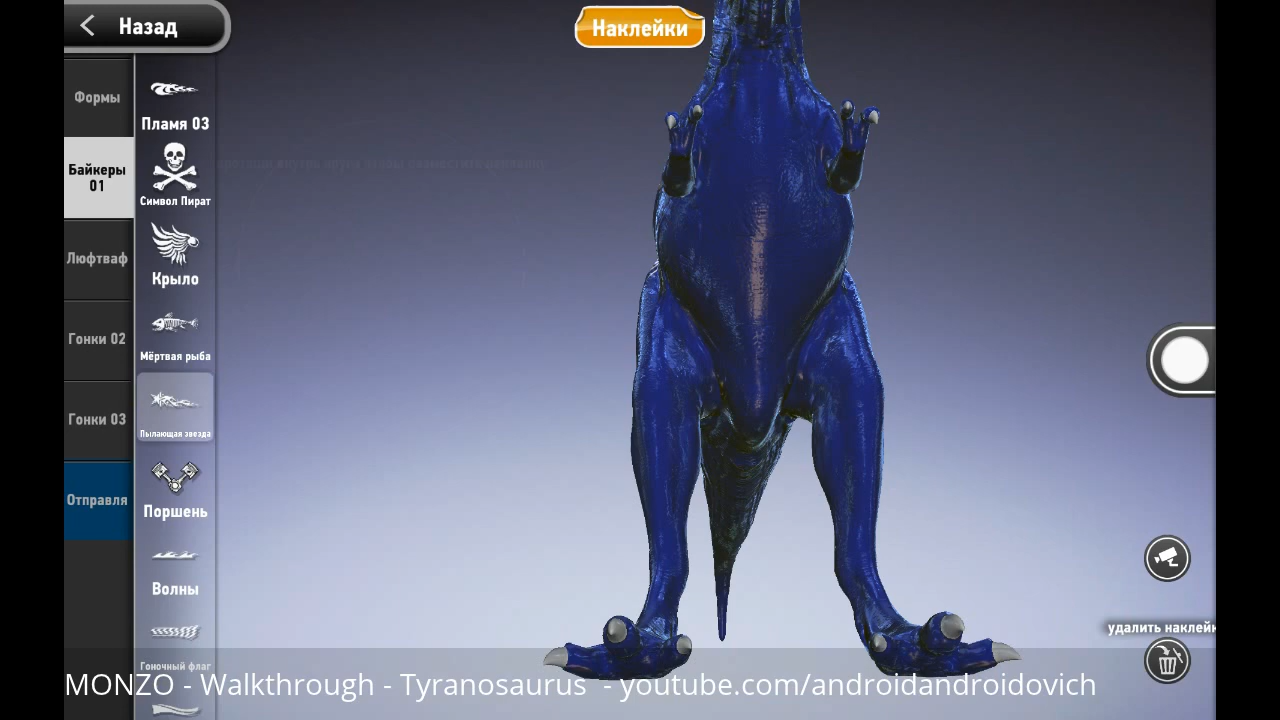 Назад
Наклейки
Формы
Байкеры
01
Люфтваф
Гонки 02
Гонки 03
Отправля
Пламя 03
Символ Пират
Крыло
Мёртвая рыба
Пылающая звезда
Поршень
Волны
Гоночный флаг
удалить наклейк
MONZO - Walkthrough - Tyranosaurus - youtube.com/androidandroidovich